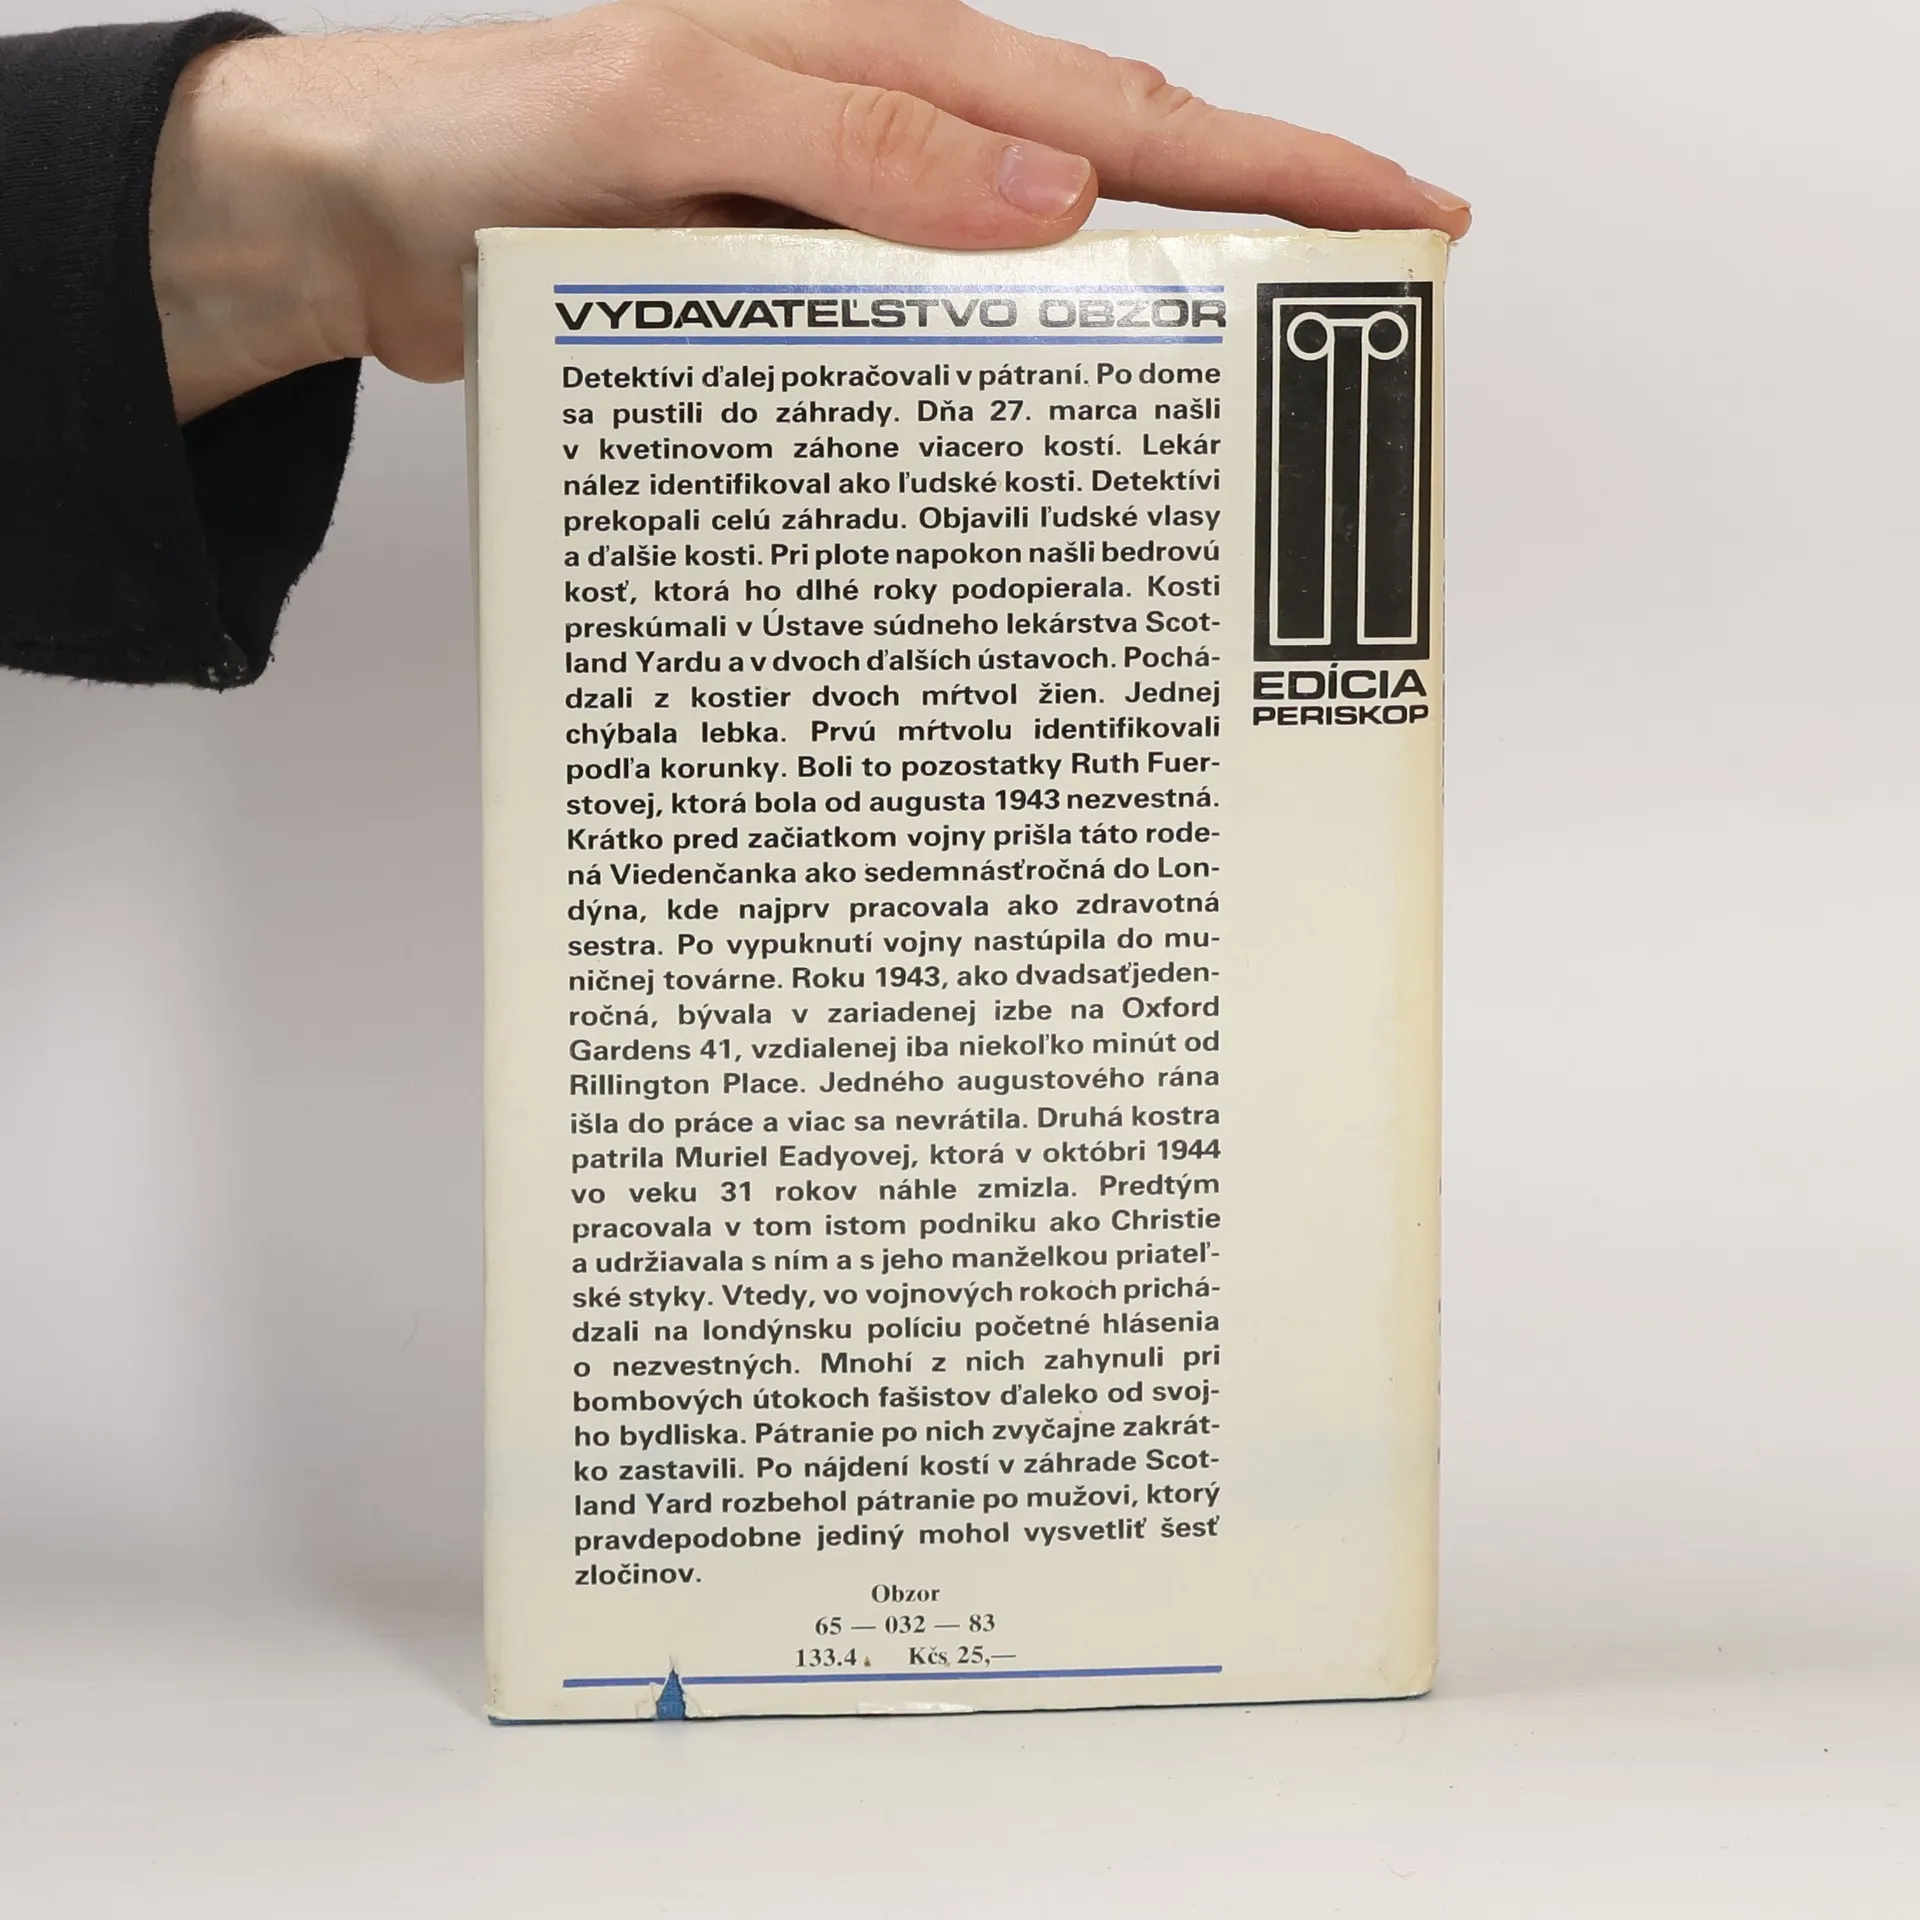 VYDAVATEĽSTVO OBZOR
Detektívi ďalej pokračovali v pátraní. Po dome
sa pustili do záhrady. Dňa 27. marca našli
v kvetinovom záhone viacero kostí. Lekár
nález identifikoval ako ľudské kosti. Detektívi
prekopali celú záhradu. Objavili ľudské vlasy
a ďalšie kosti. Pri plote napokon našli bedrovú
kosť, ktorá ho dlhé roky podopierala. Kosti
preskúmali v Ústave súdneho lekárstva Scot-
land Yardu a v dvoch ďalších ústavoch. Pochá-
dzali z kostier dvoch mŕtvol žien. Jednej
chýbala lebka. Prvú mŕtvolu identifikovali
podľa korunky. Boli to pozostatky Ruth Fuer-
stovej, ktorá bola od augusta 1943 nezvestná.
Krátko pred začiatkom vojny prišla táto rode-
ná Viedenčanka ako sedemnásťročná do Lon-
dýna, kde najprv pracovala ako zdravotná
sestra. Po vypuknutí vojny nastúpila do mu-
ničnej továrne. Roku 1943, ako dvadsaťjeden-
ročná, bývala v zariadenej izbe na Oxford
Gardens 41, vzdialenej iba niekoľko minút od
Rillington Place. Jedného augustového rána
išla do práce a viac sa nevrátila. Druhá kostra
patrila Muriel Eadyovej, ktorá v októbri 1944
vo veku 31 rokov náhle zmizla. Predtým
pracovala v tom istom podniku ako Christie
a udržiavala s ním a s jeho manželkou priateľ-
ské styky. Vtedy, vo vojnových rokoch prichá-
dzali na londýnsku políciu početné hlásenia
o nezvestných. Mnohí z nich zahynuli pri
bombových útokoch fašistov ďaleko od svoj-
ho bydliska. Pátranie po nich zvyčajne zakrát-
ko zastavili. Po nájdení kostí v záhrade Scot-
land Yard rozbehol pátranie po mužovi, ktorý
pravdepodobne jediný mohol vysvetliť šesť
zločinov.
Obzor
65 — 032 — 83
133.4 Kčs 25,—
EDÍCIA
PERISKOP